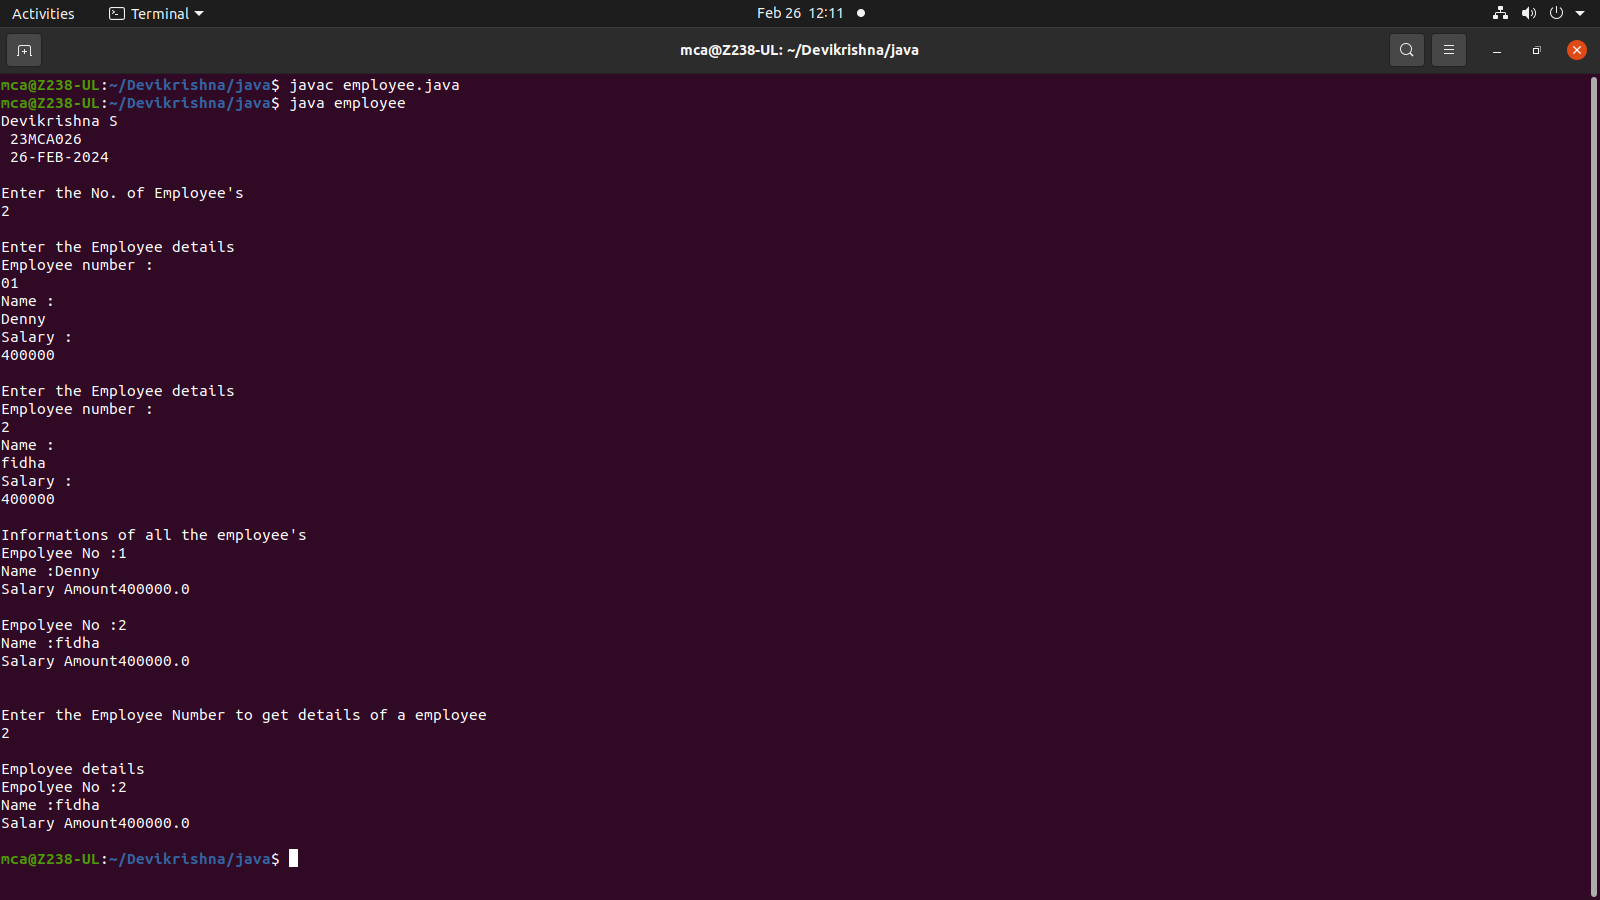 Activities Terminal Feb 26 12:11
mca@Z238-UL: ~/Devikrishna/java
mca@Z238-UL:~/Devikrishna/java$ javac employee.java
mca@Z238-UL:~/Devikrishna/java$ java employee
Devikrishna S
 23MCA026
 26-FEB-2024

Enter the No. of Employee's
2

Enter the Employee details
Employee number :
01
Name :
Denny
Salary :
400000

Enter the Employee details
Employee number :
2
Name :
fidha
Salary :
400000

Informations of all the employee's
Empolyee No :1
Name :Denny
Salary Amount400000.0

Empolyee No :2
Name :fidha
Salary Amount400000.0


Enter the Employee Number to get details of a employee
2

Employee details
Empolyee No :2
Name :fidha
Salary Amount400000.0

mca@Z238-UL:~/Devikrishna/java$